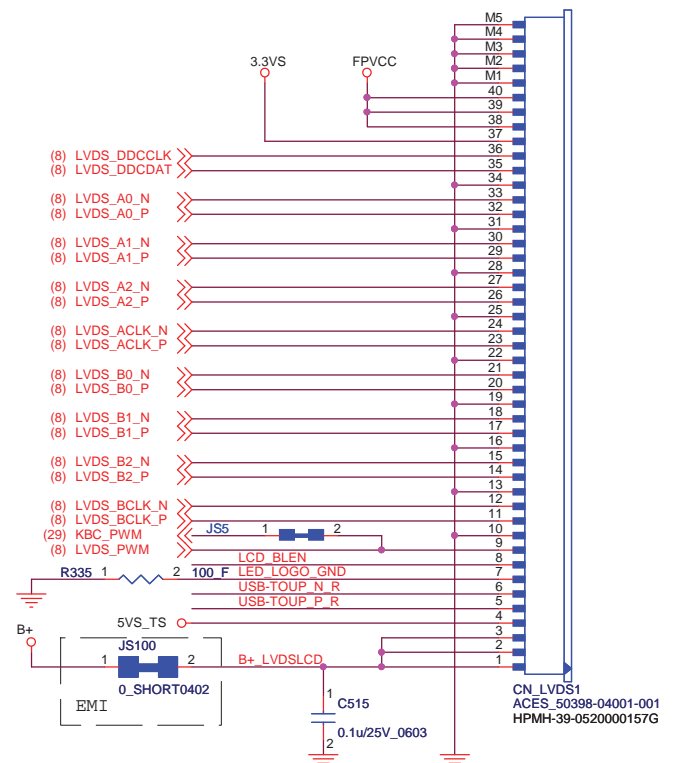 M5
M4
M3
M2
M1
3.3VS FPVCC
40
39
38
37
(8) LVDS_DDCCLK 36
(8) LVDS_DDCDAT 35
34
(8) LVDS_A0_N 33
(8) LVDS_A0_P 32
31
(8) LVDS_A1_N 30
(8) LVDS_A1_P 29
28
(8) LVDS_A2_N 27
(8) LVDS_A2_P 26
25
(8) LVDS_ACLK_N 24
(8) LVDS_ACLK_P 23
22
(8) LVDS_B0_N 21
(8) LVDS_B0_P 20
19
(8) LVDS_B1_N 18
(8) LVDS_B1_P 17
16
(8) LVDS_B2_N 15
(8) LVDS_B2_P 14
13
(8) LVDS_BCLK_N 12
(8) LVDS_BCLK_P 11
(29) KBC_PWM JS5 1 2 10
(8) LVDS_PWM 9
LCD_BLEN 8
R335 1 2 100_F LED_LOGO_GND 7
USB-TOUP_N_R 6
USB-TOUP_P_R 5
5VS_TS 4
B+ 3
JS100 2
1 2 B+_LVDSLCD 1
0_SHORT0402
EMI
1
C515
0.1u/25V_0603
2
CN_LVDS1
ACES_50398-04001-001
HPMH-39-0520000157G